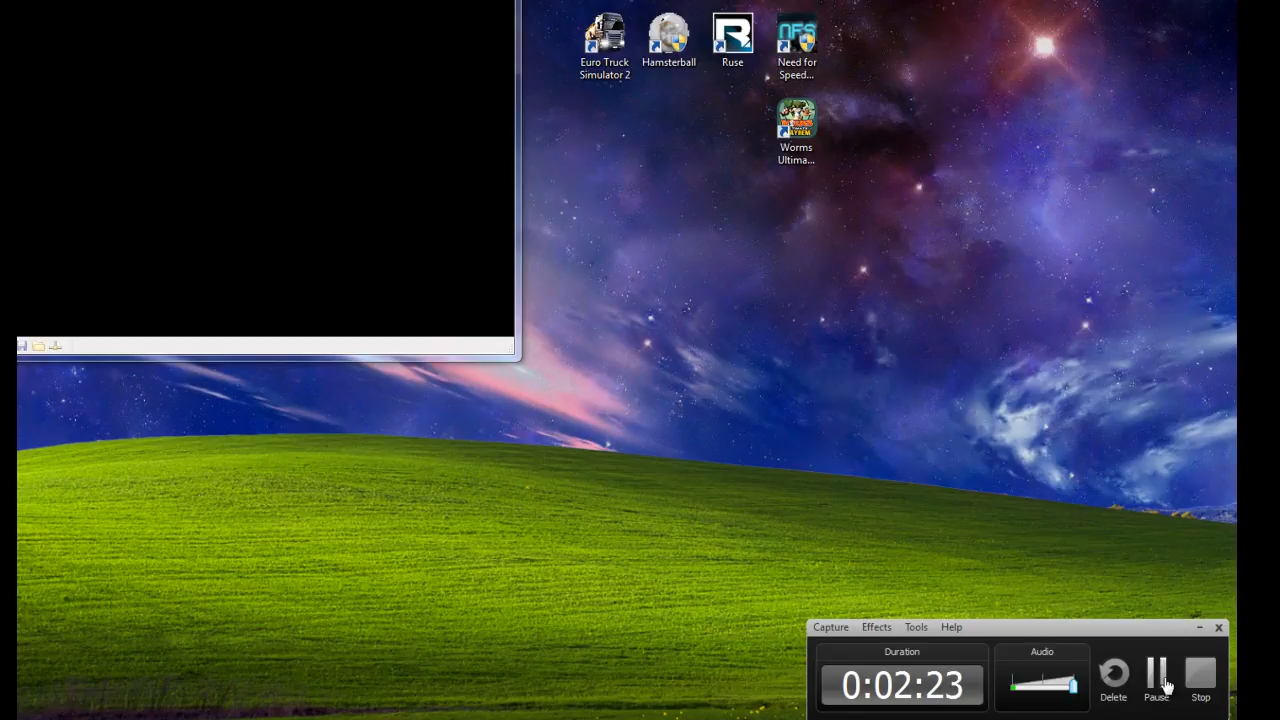 Euro Truck
Simulator 2
Hamsterball
R
Ruse
NFS
Need for
Speed...
Worms
Ultima...
Capture Effects Tools Help
Duration
Audio
0:02:23
Delete
Pause
Stop